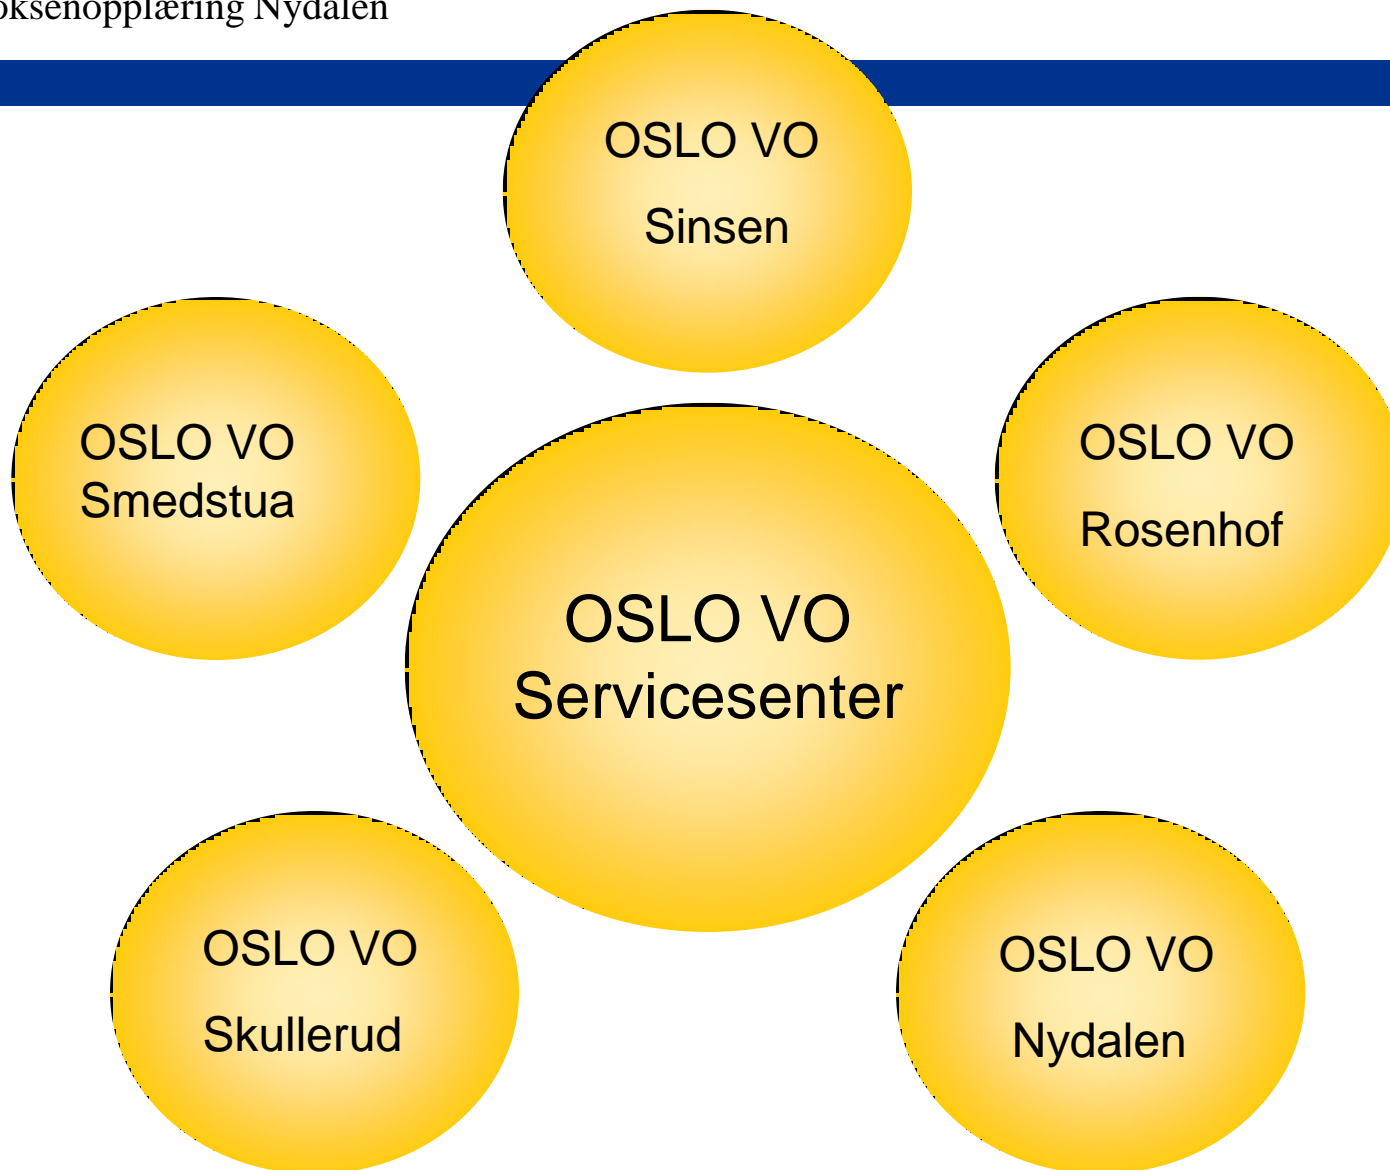 Nydalen
OSLO VO
Sinsen
OSLO VO
Smedstua
OSLO VO
Rosenhof
OSLO VO
Servicesenter
OSLO VO
Skullerud
OSLO VO
Nydalen